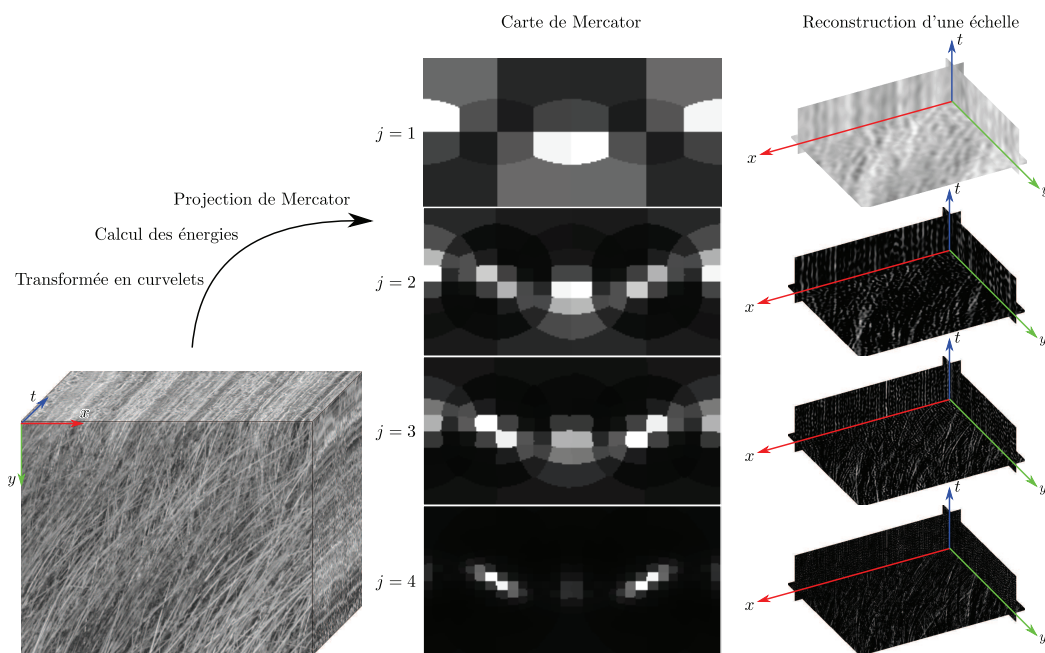 Carte de Mercator
Reconstruction d'une échelle
t
j = 1
x
y
Projection de Mercator
Calcul des énergies
Transformée en curvelets
t
j = 2
x
y
t
x
y
t
j = 3
x
y
t
j = 4
x
y